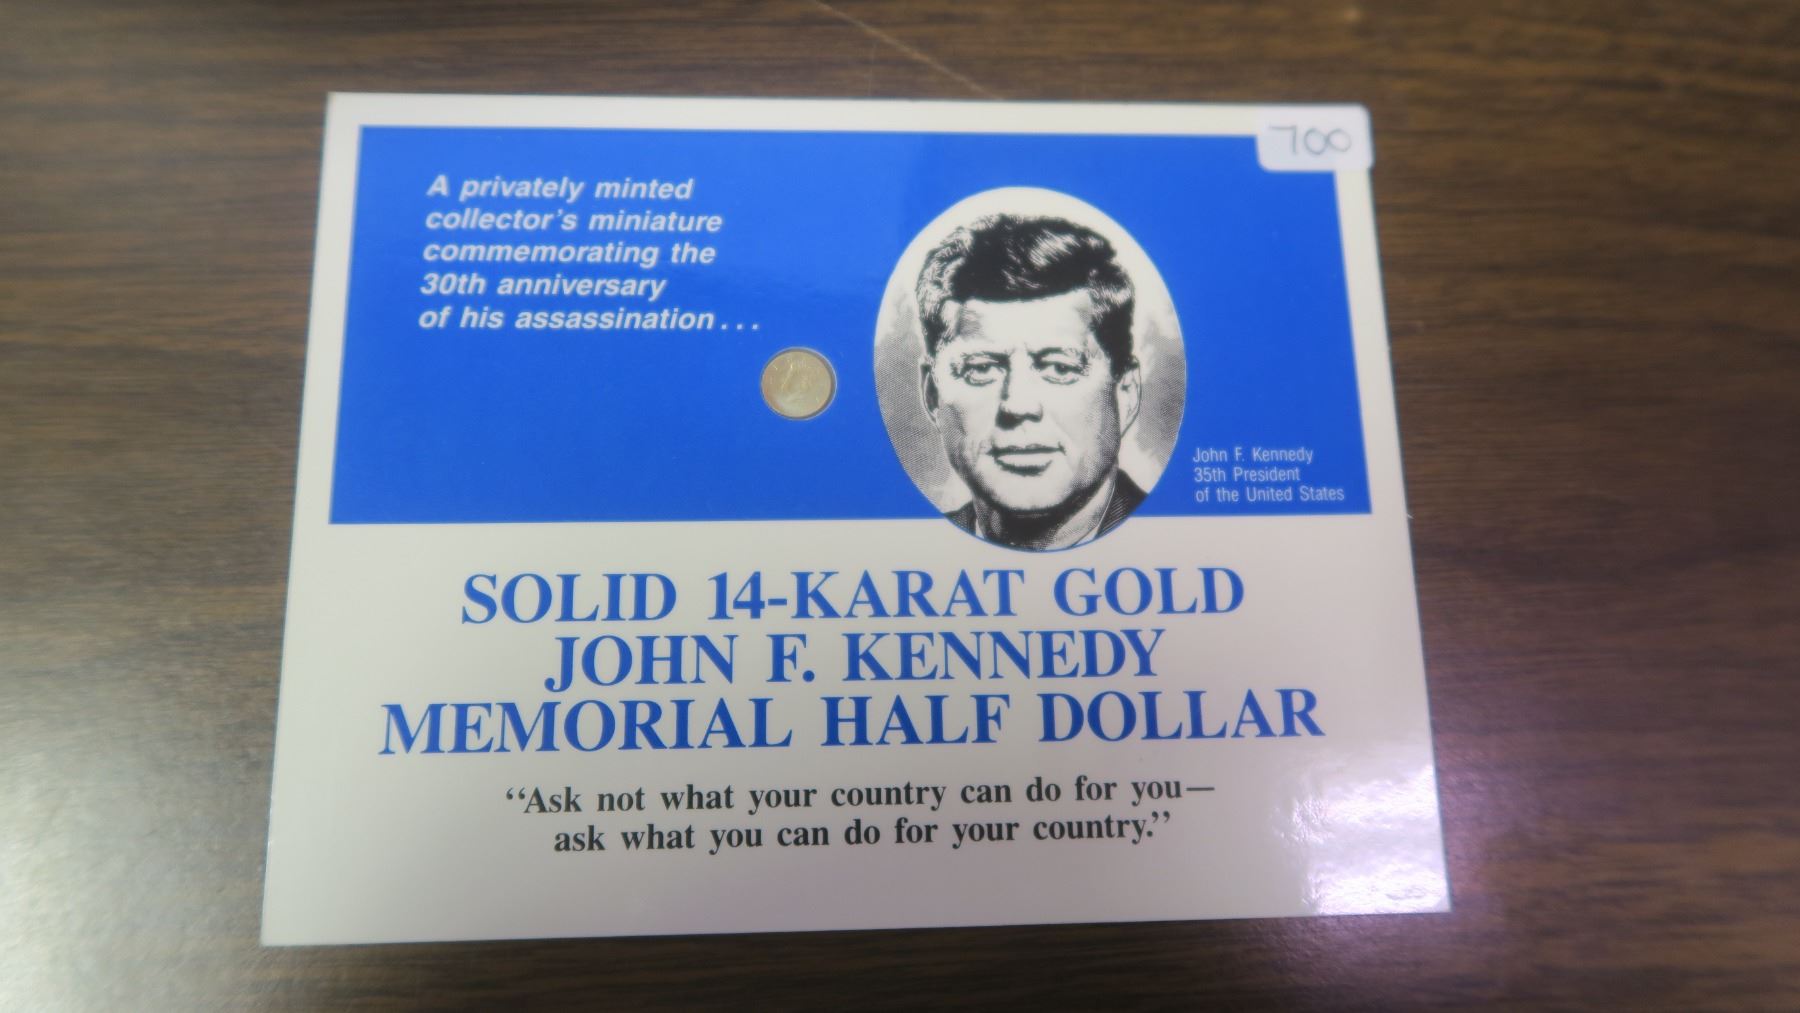 700
A privately minted
collector's miniature
commemorating the
30th anniversary
of his assassination...
John F. Kennedy
35th President
of the United States
SOLID 14-KARAT GOLD
JOHN F. KENNEDY
MEMORIAL HALF DOLLAR
“Ask not what your country can do for you—
ask what you can do for your country.”